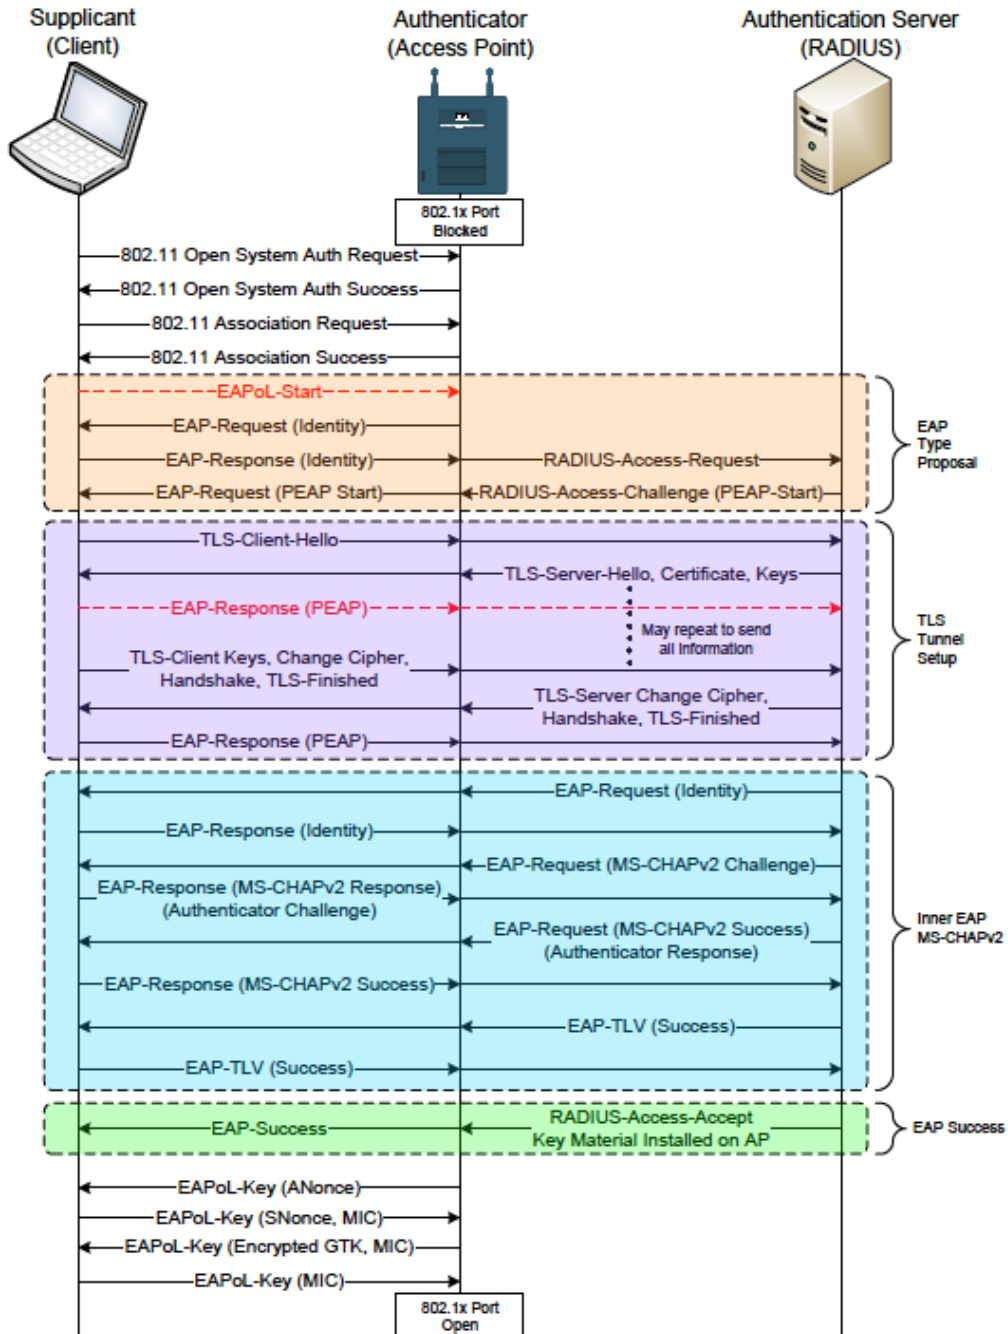 Supplicant
(Client)
Authenticator
(Access Point)
Authentication Server
(RADIUS)
802.1x Port
Blocked
802.11 Open System Auth Request
802.11 Open System Auth Success
802.11 Association Request
802.11 Association Success
EAPoL-Start
EAP-Request (Identity)
EAP-Response (Identity)
RADIUS-Access-Request
EAP-Request (PEAP Start)
RADIUS-Access-Challenge (PEAP-Start)
EAP
Type
Proposal
TLS-Client-Hello
TLS-Server-Hello, Certificate, Keys
EAP-Response (PEAP)
May repeat to send
all Information
TLS-Client Keys, Change Cipher,
Handshake, TLS-Finished
TLS-Server Change Cipher,
Handshake, TLS-Finished
EAP-Response (PEAP)
TLS
Tunnel
Setup
EAP-Request (Identity)
EAP-Response (Identity)
EAP-Request (MS-CHAPv2 Challenge)
EAP-Response (MS-CHAPv2 Response)
(Authenticator Challenge)
EAP-Request (MS-CHAPv2 Success)
(Authenticator Response)
EAP-Response (MS-CHAPv2 Success)
EAP-TLV (Success)
EAP-TLV (Success)
Inner EAP
MS-CHAPv2
EAP-Success
RADIUS-Access-Accept
Key Material Installed on AP
EAP Success
EAPoL-Key (ANonce)
EAPoL-Key (SNonce, MIC)
EAPoL-Key (Encrypted GTK, MIC)
EAPoL-Key (MIC)
802.1x Port
Open